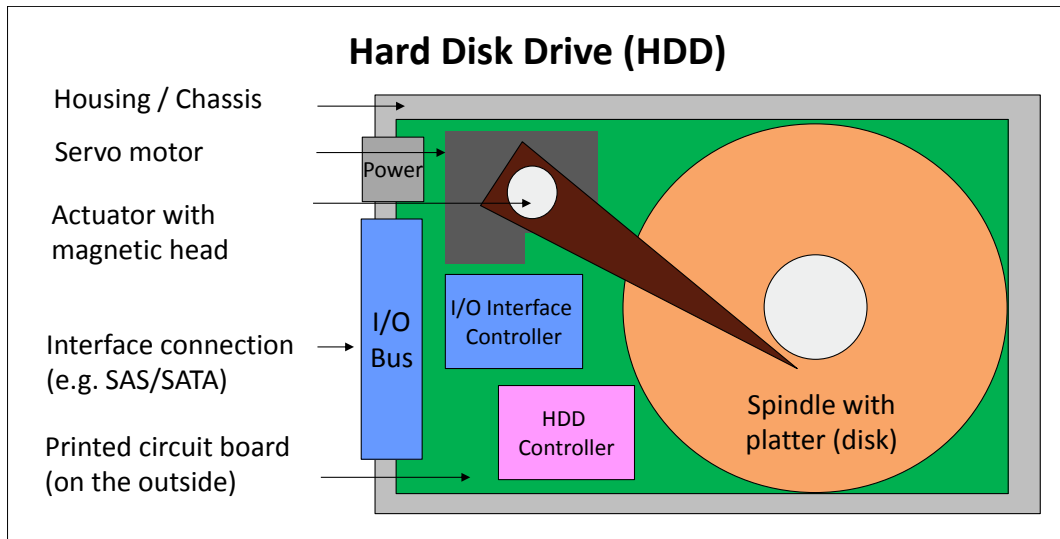 Hard Disk Drive (HDD)
Housing / Chassis
Servo motor
Power
Actuator with
magnetic head
I/O Interface
Controller
I/O
Bus
Interface connection
(e.g. SAS/SATA)
HDD
Controller
Spindle with
platter (disk)
Printed circuit board
(on the outside)